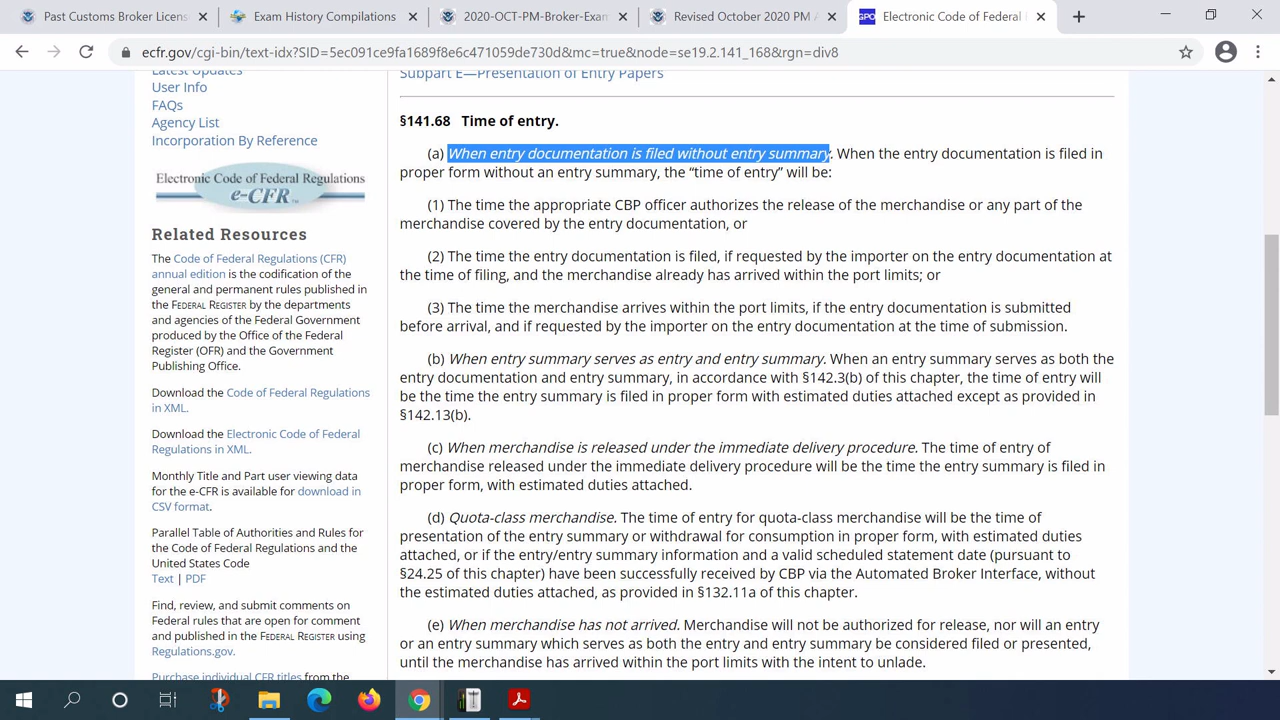 Past Customs Broker Licens
Exam History Compilations
2020-OCT-PM-Broker-Exam
Revised October 2020 PM A
GPO
Electronic Code of Federal R
ecfr.gov/cgi-bin/text-idx?SID=5ec091ce9fa1689f8e6c471059de730d&mc=true&node=se19.2.141_168&rgn=div8
Latest Updates
User Info
FAQs
Agency List
Incorporation By Reference
Electronic Code of Federal Regulations
e-CFR
TM
Related Resources
The Code of Federal Regulations (CFR)
annual edition is the codification of the
general and permanent rules published in
the FEDERAL REGISTER by the departments
and agencies of the Federal Government
produced by the Office of the Federal
Register (OFR) and the Government
Publishing Office.
Download the Code of Federal Regulations
in XML.
Download the Electronic Code of Federal
Regulations in XML.
Monthly Title and Part user viewing data
for the e-CFR is available for download in
CSV format.
Parallel Table of Authorities and Rules for
the Code of Federal Regulations and the
United States Code
Text | PDF
Find, review, and submit comments on
Federal rules that are open for comment
and published in the FEDERAL REGISTER using
Regulations.gov.
Purchase individual CFR titles from the
Subpart E—Presentation of Entry Papers
§141.68 Time of entry.
(a) When entry documentation is filed without entry summary. When the entry documentation is filed in
proper form without an entry summary, the “time of entry” will be:
(1) The time the appropriate CBP officer authorizes the release of the merchandise or any part of the
merchandise covered by the entry documentation, or
(2) The time the entry documentation is filed, if requested by the importer on the entry documentation at
the time of filing, and the merchandise already has arrived within the port limits; or
(3) The time the merchandise arrives within the port limits, if the entry documentation is submitted
before arrival, and if requested by the importer on the entry documentation at the time of submission.
(b) When entry summary serves as entry and entry summary. When an entry summary serves as both the
entry documentation and entry summary, in accordance with §142.3(b) of this chapter, the time of entry will
be the time the entry summary is filed in proper form with estimated duties attached except as provided in
§142.13(b).
(c) When merchandise is released under the immediate delivery procedure. The time of entry of
merchandise released under the immediate delivery procedure will be the time the entry summary is filed in
proper form, with estimated duties attached.
(d) Quota-class merchandise. The time of entry for quota-class merchandise will be the time of
presentation of the entry summary or withdrawal for consumption in proper form, with estimated duties
attached, or if the entry/entry summary information and a valid scheduled statement date (pursuant to
§24.25 of this chapter) have been successfully received by CBP via the Automated Broker Interface, without
the estimated duties attached, as provided in §132.11a of this chapter.
(e) When merchandise has not arrived. Merchandise will not be authorized for release, nor will an entry
or an entry summary which serves as both the entry and entry summary be considered filed or presented,
until the merchandise has arrived within the port limits with the intent to unlade.